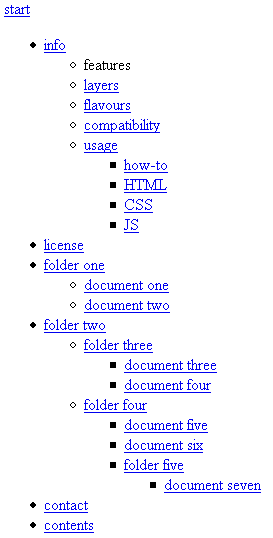 start
info
features
layers
flavours
compatibility
usage
how-to
HTML
CSS
JS
license
folder one
document one
document two
folder two
folder three
document three
document four
folder four
document five
document six
folder five
document seven
contact
contents